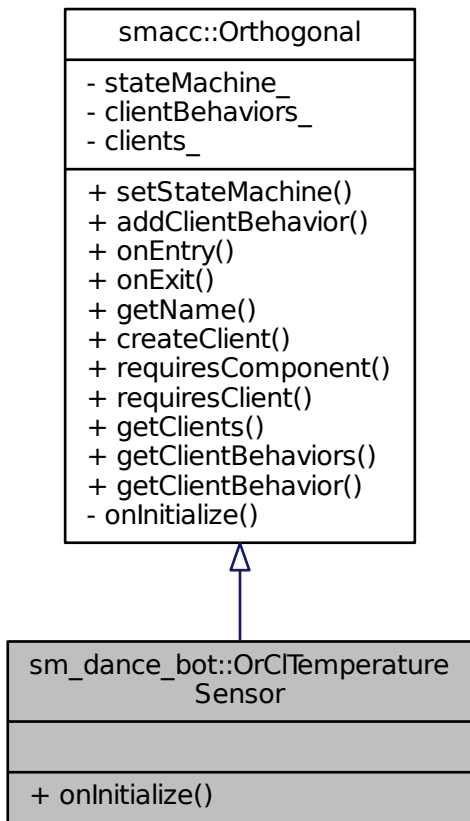 smacc::Orthogonal
- stateMachine_
- clientBehaviors_
- clients_
+ setStateMachine()
+ addClientBehavior()
+ onEntry()
+ onExit()
+ getName()
+ createClient()
+ requiresComponent()
+ requiresClient()
+ getClients()
+ getClientBehaviors()
+ getClientBehavior()
- onInitialize()
sm_dance_bot::OrClTemperature
Sensor
+ onInitialize()